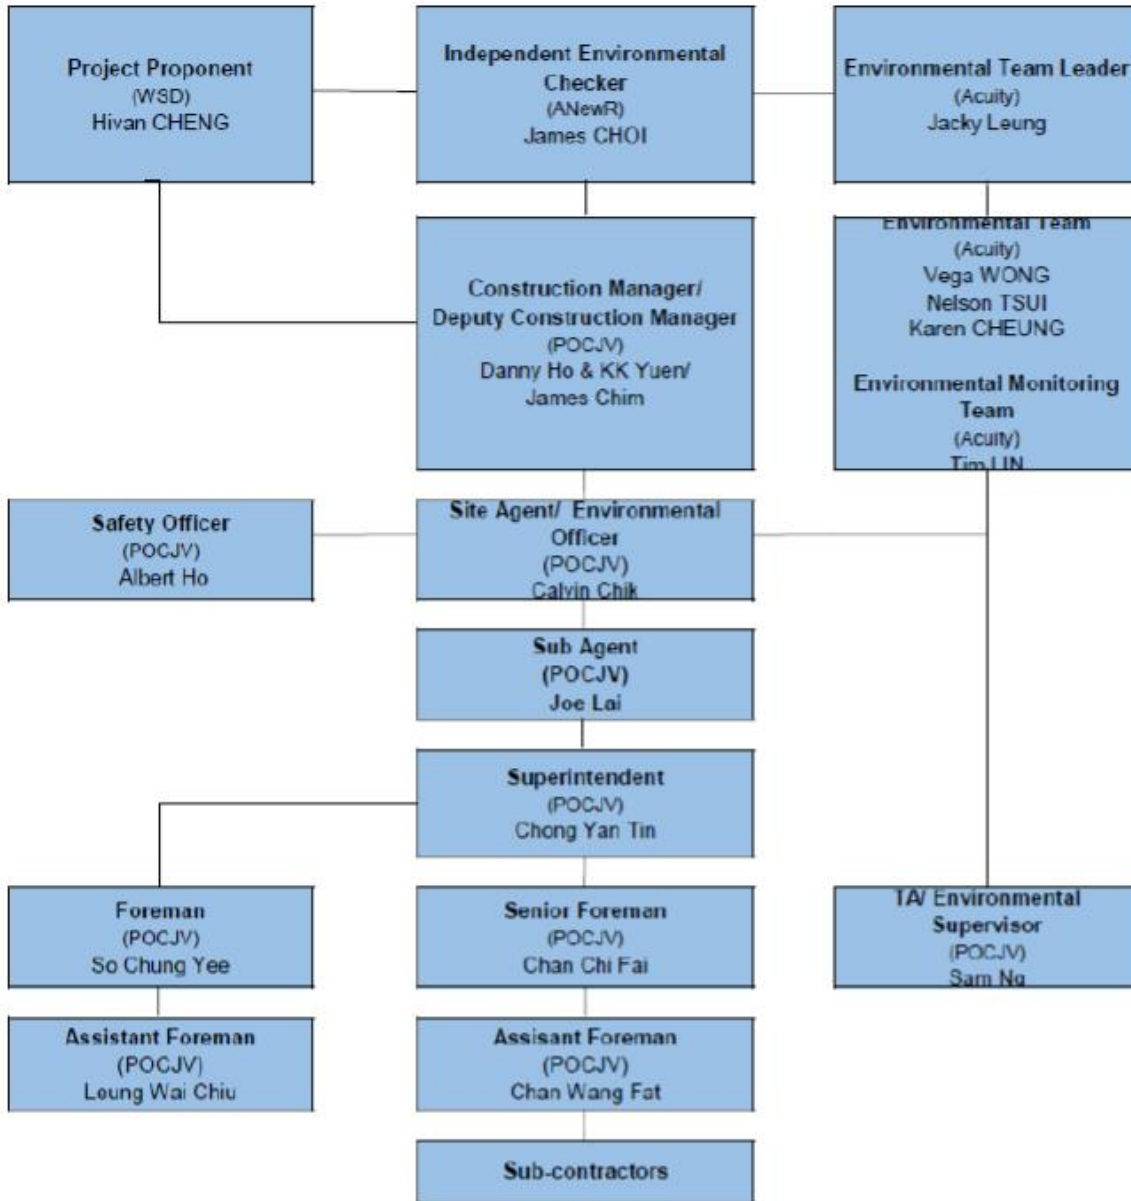 Project Proponent
(WSD)
Hivan CHENG
Independent Environmental
Checker
(ANewR)
James CHOI
Environmental Team Leader
(Acuity)
Jacky Leung
Construction Manager/
Deputy Construction Manager
(POCJV)
Danny Ho & KK Yuen/
James Chim
Environmental Team
(Acuity)
Vega WONG
Nelson TSUI
Karen CHEUNG
Environmental Monitoring
Team
(Acuity)
Tim LIN
Safety Officer
(POCJV)
Albert Ho
Site Agent/ Environmental
Officer
(POCJV)
Calvin Chik
Sub Agent
(POCJV)
Joe Lai
Superintendent
(POCJV)
Chong Yan Tin
Foreman
(POCJV)
So Chung Yee
Senior Foreman
(POCJV)
Chan Chi Fai
TA/ Environmental
Supervisor
(POCJV)
Sam Ng
Assistant Foreman
(POCJV)
Leung Wai Chiu
Assisant Foreman
(POCJV)
Chan Wang Fat
Sub-contractors